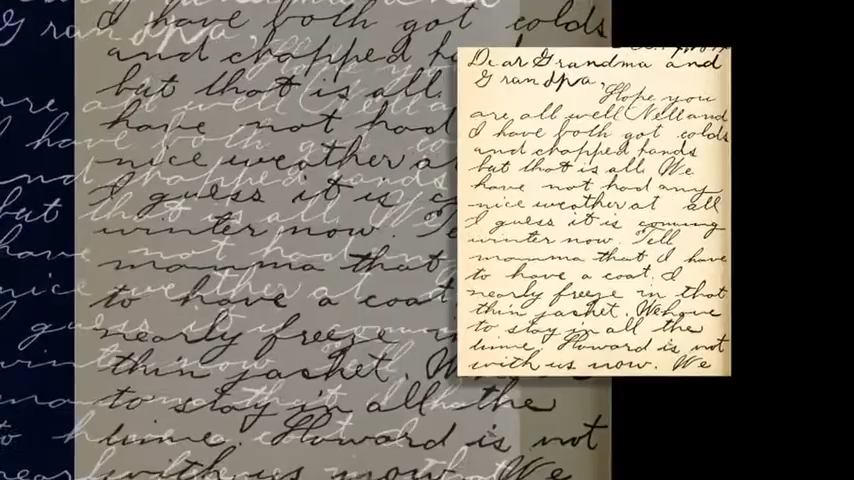 Dear Grandma and
Grandpa,
Hope you
are all well Nell and
I have both got colds
and chapped hands
but that is all. We
have not had any
nice weather at all
I guess it is coming
winter now. Tell
mamma that I have
to have a coat. I
nearly freeze in that
thin jacket. We have
to stay in all the
time. Howard is not
with us now. We